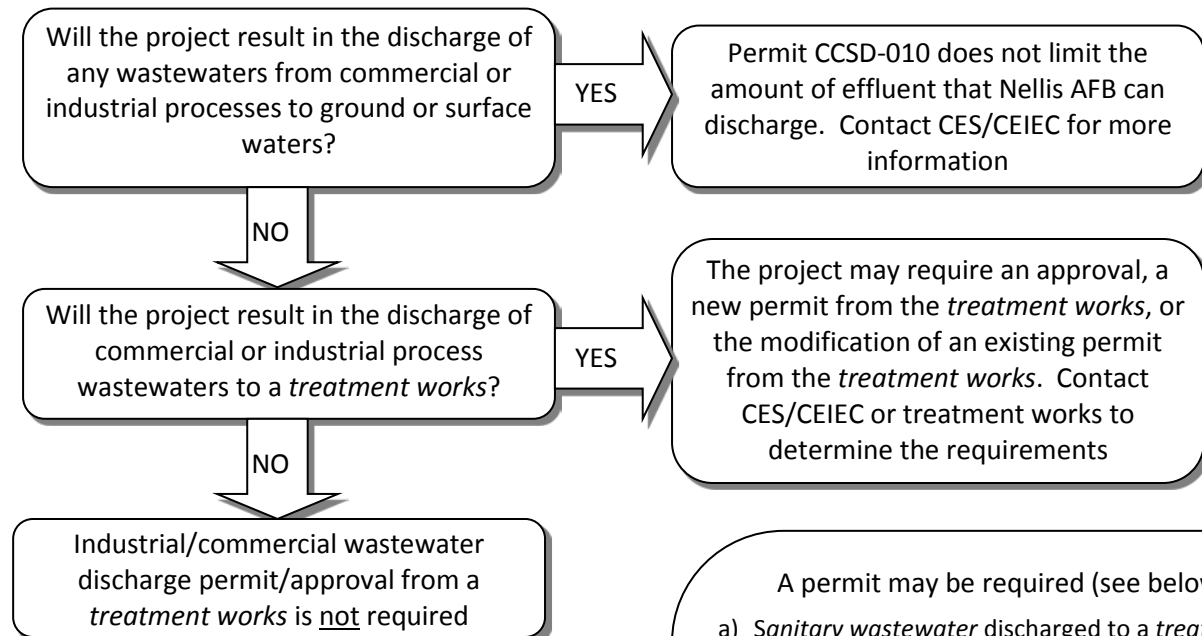 Will the project result in the discharge of
any wastewaters from commercial or
industrial processes to ground or surface
waters?
YES
Permit CCSD-010 does not limit the
amount of effluent that Nellis AFB can
discharge.  Contact CES/CEIEC for more
information
NO
Will the project result in the discharge of
commercial or industrial process
wastewaters to a treatment works?
YES
The project may require an approval, a
new permit from the treatment works, or
the modification of an existing permit
from the treatment works.  Contact
CES/CEIEC or treatment works to
determine the requirements
NO
Industrial/commercial wastewater
discharge permit/approval from a
treatment works is not required
A permit may be required (see below
a) Sanitary wastewater discharged to a